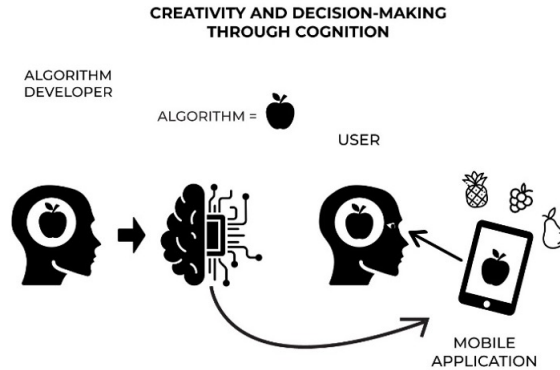 CREATIVITY AND DECISION-MAKING
THROUGH COGNITION
ALGORITHM
DEVELOPER
ALGORITHM =
USER
MOBILE
APPLICATION